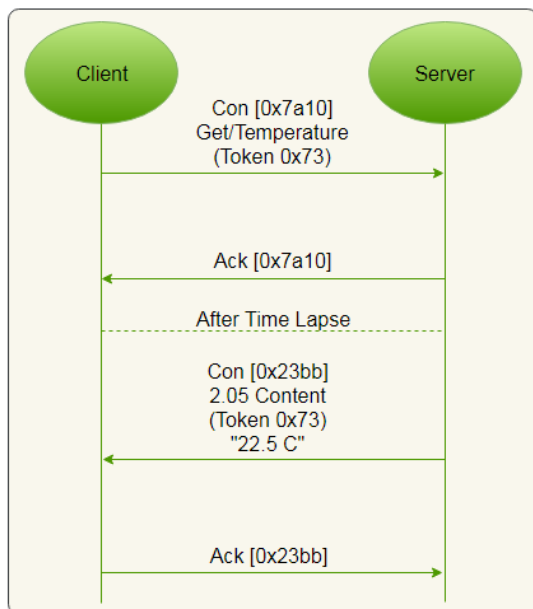 Client
Server
Con [0x7a10]
Get/Temperature
(Token 0x73)
Ack [0x7a10]
After Time Lapse
Con [0x23bb]
2.05 Content
(Token 0x73)
"22.5 C"
Ack [0x23bb]